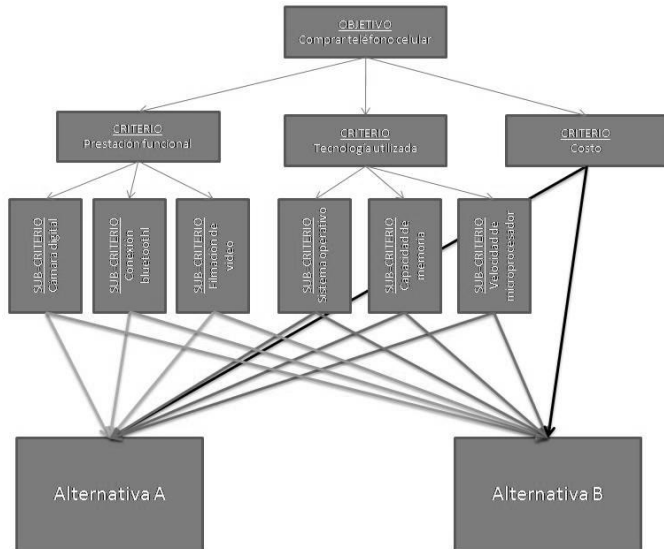 OBJETIVO
Comprar teléfono celular
CRITERIO
Prestación funcional
CRITERIO
Tecnología utilizada
CRITERIO
Costo
SUB-CRITERIO
Cámara digital
SUB-CRITERIO
Conexión
bluetoothl
SUB-CRITERIO
Filmación de
video
SUB-CRITERIO
Sistema operativo
SUB-CRITERIO
Capacidad de
memoria
SUB-CRITERIO
Velocidad de
microprocesador
Alternativa A
Alternativa B